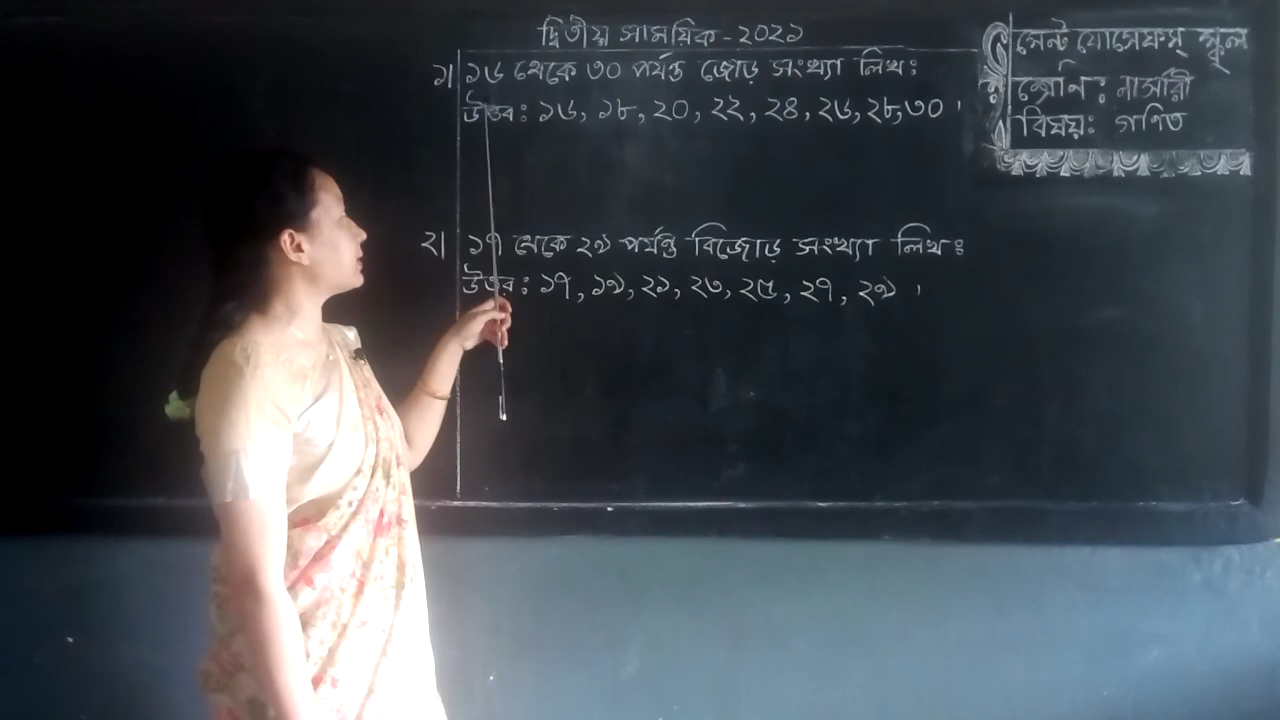 দ্বিতীয় সাময়িক - ২০২১
১। ১৬ থেকে ৩০ পর্যন্ত জোড় সংখ্যা লিখঃ
উত্তরঃ ১৬, ১৮, ২০, ২২, ২৪, ২৬, ২৮, ৩০ ।
২। ১৭ থেকে ২৯ পর্যন্ত বিজোড় সংখ্যা লিখঃ
উত্তরঃ ১৭, ১৯, ২১, ২৩, ২৫, ২৭, ২৯ ।
সেন্ট যোসেফস্ স্কুল
শ্রেনি: নার্সারী
বিষয়ঃ গণিত